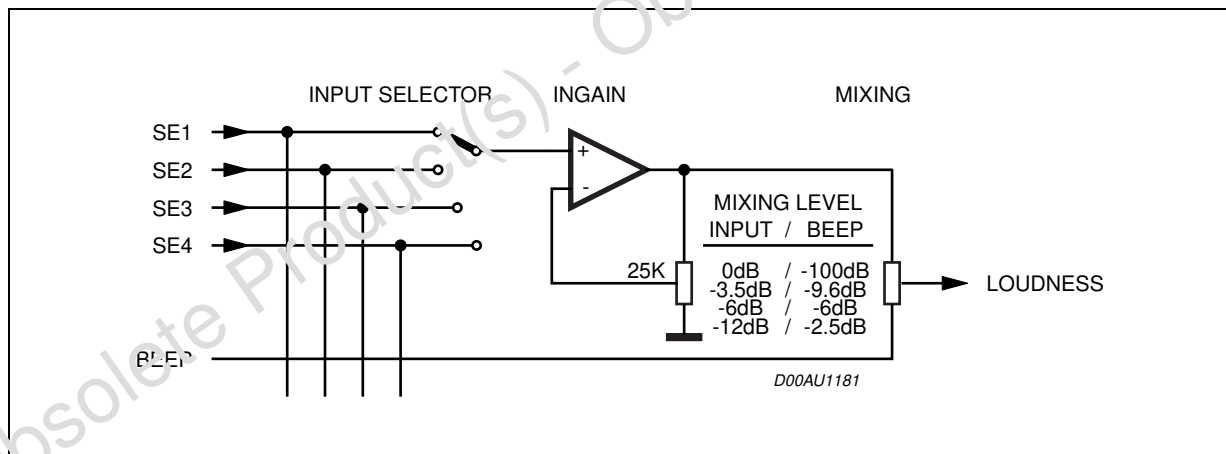 INPUT SELECTOR INGAIN MIXING
SE1
SE2
SE3
SE4
+
-
MIXING LEVEL
INPUT / BEEP
25K
0dB / -100dB
-3.5dB / -9.6dB
-6dB / -6dB
-12dB / -2.5dB
LOUDNESS
BEEP
D00AU1181
Obsolete Product(s) - Ob